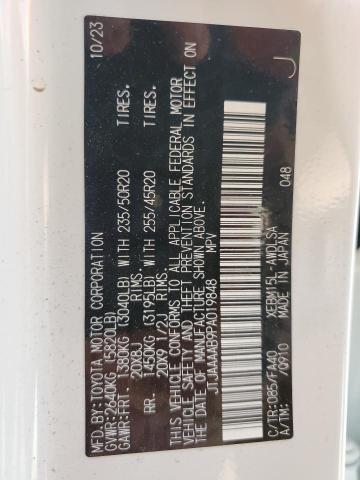 MFD.BY:TOYOTA MOTOR CORPORATION 10/23
GVWR:2640KG (5820LB)
GAWR:FRT. 1380KG (3040LB) WITH 235/50R20 TIRES.
20X8J RIMS.
RR. 1450KG (3195LB) WITH 255/45R20 TIRES.
20X9 1/2J RIMS.
THIS VEHICLE CONFORMS TO ALL APPLICABLE FEDERAL MOTOR
VEHICLE SAFETY AND THEFT PREVENTION STANDARDS IN EFFECT ON
THE DATE OF MANUFACTURE SHOWN ABOVE.
JTJAAAAB9PA019848 MPV
J
C/TR:085/FA40 XEBM15L-AWDLSA 048
A/TM: /0910 MADE IN JAPAN